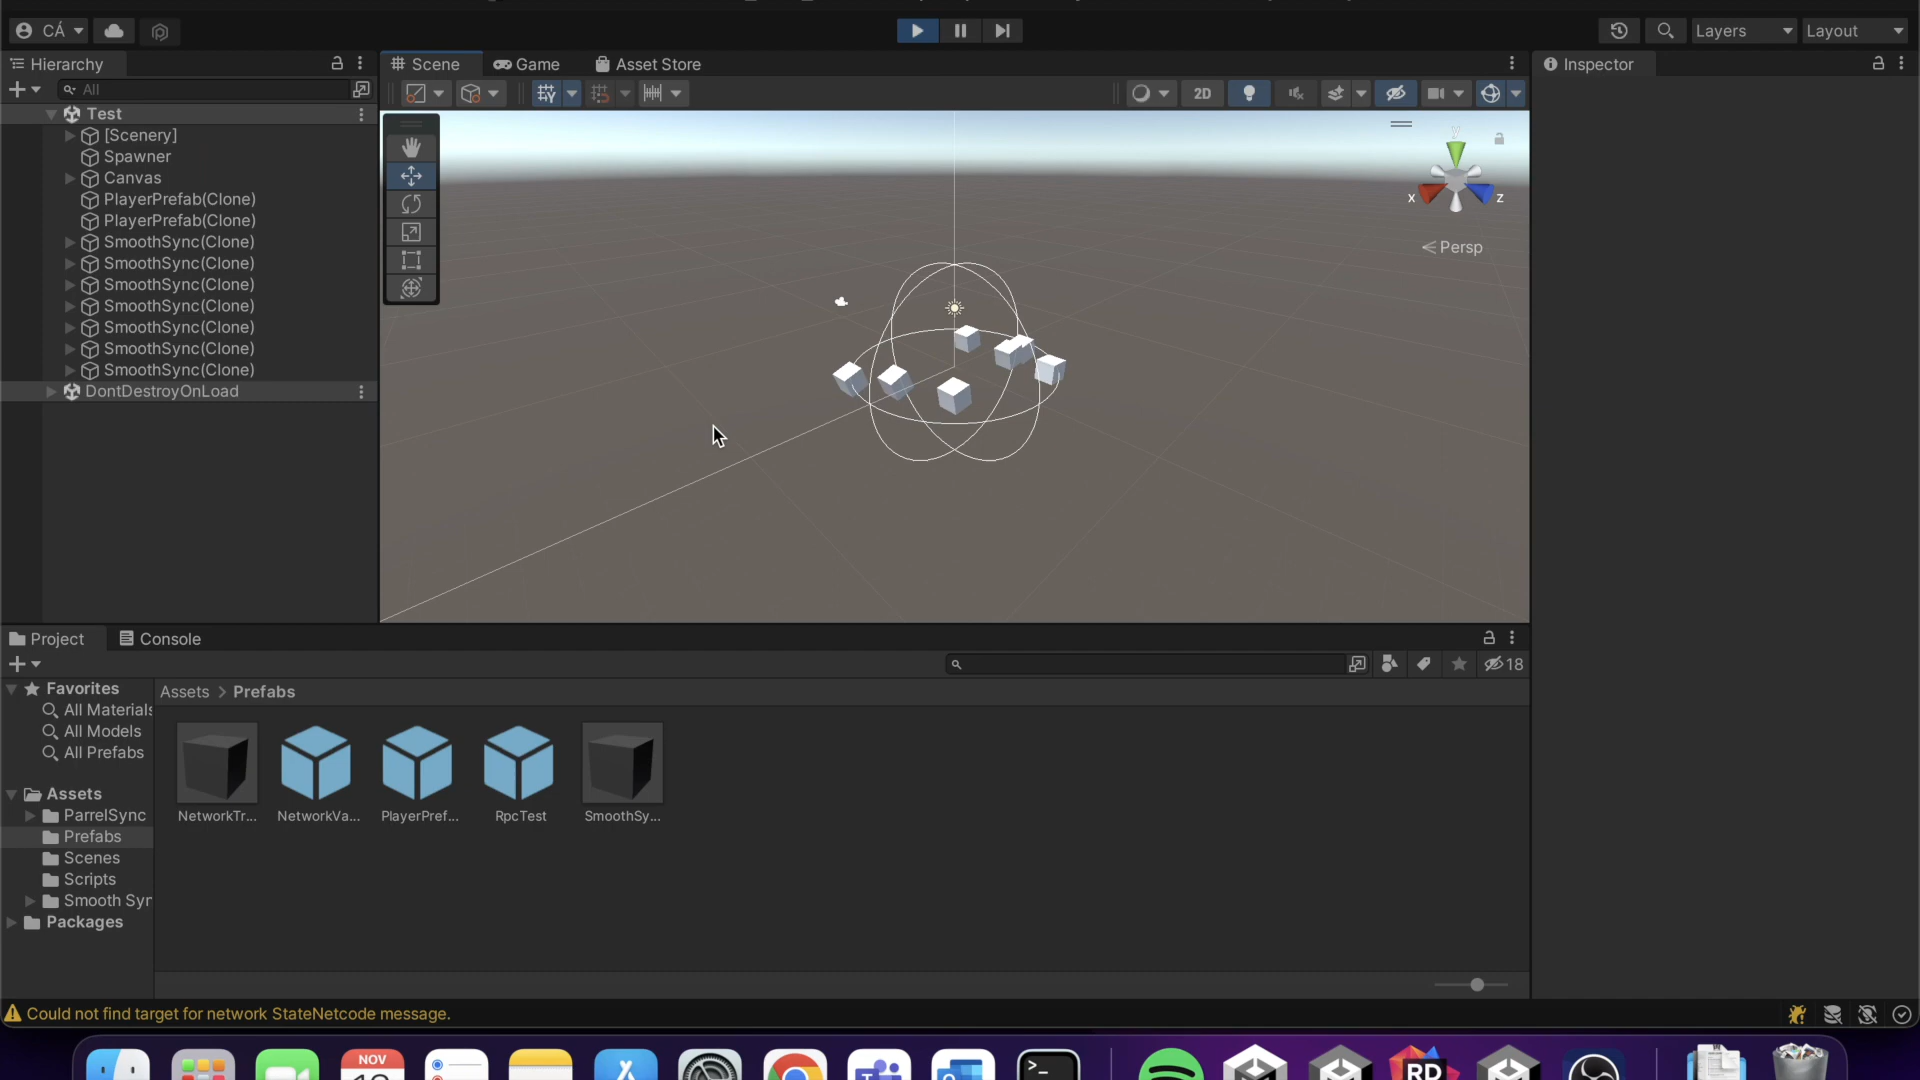 CÁ
Layers
Layout
Hierarchy
Scene
Game
Asset Store
Inspector
All
2D
Test
[Scenery]
Spawner
Canvas
PlayerPrefab(Clone)
PlayerPrefab(Clone)
SmoothSync(Clone)
SmoothSync(Clone)
SmoothSync(Clone)
SmoothSync(Clone)
SmoothSync(Clone)
SmoothSync(Clone)
SmoothSync(Clone)
DontDestroyOnLoad
y
x
z
Persp
Project
Console
18
Favorites
All Materials
All Models
All Prefabs
Assets
ParrelSync
Prefabs
Scenes
Scripts
Smooth Syn
Packages
Assets > Prefabs
NetworkTr...
NetworkVa...
PlayerPref...
RpcTest
SmoothSy...
Could not find target for network StateNetcode message.
NOV
RD